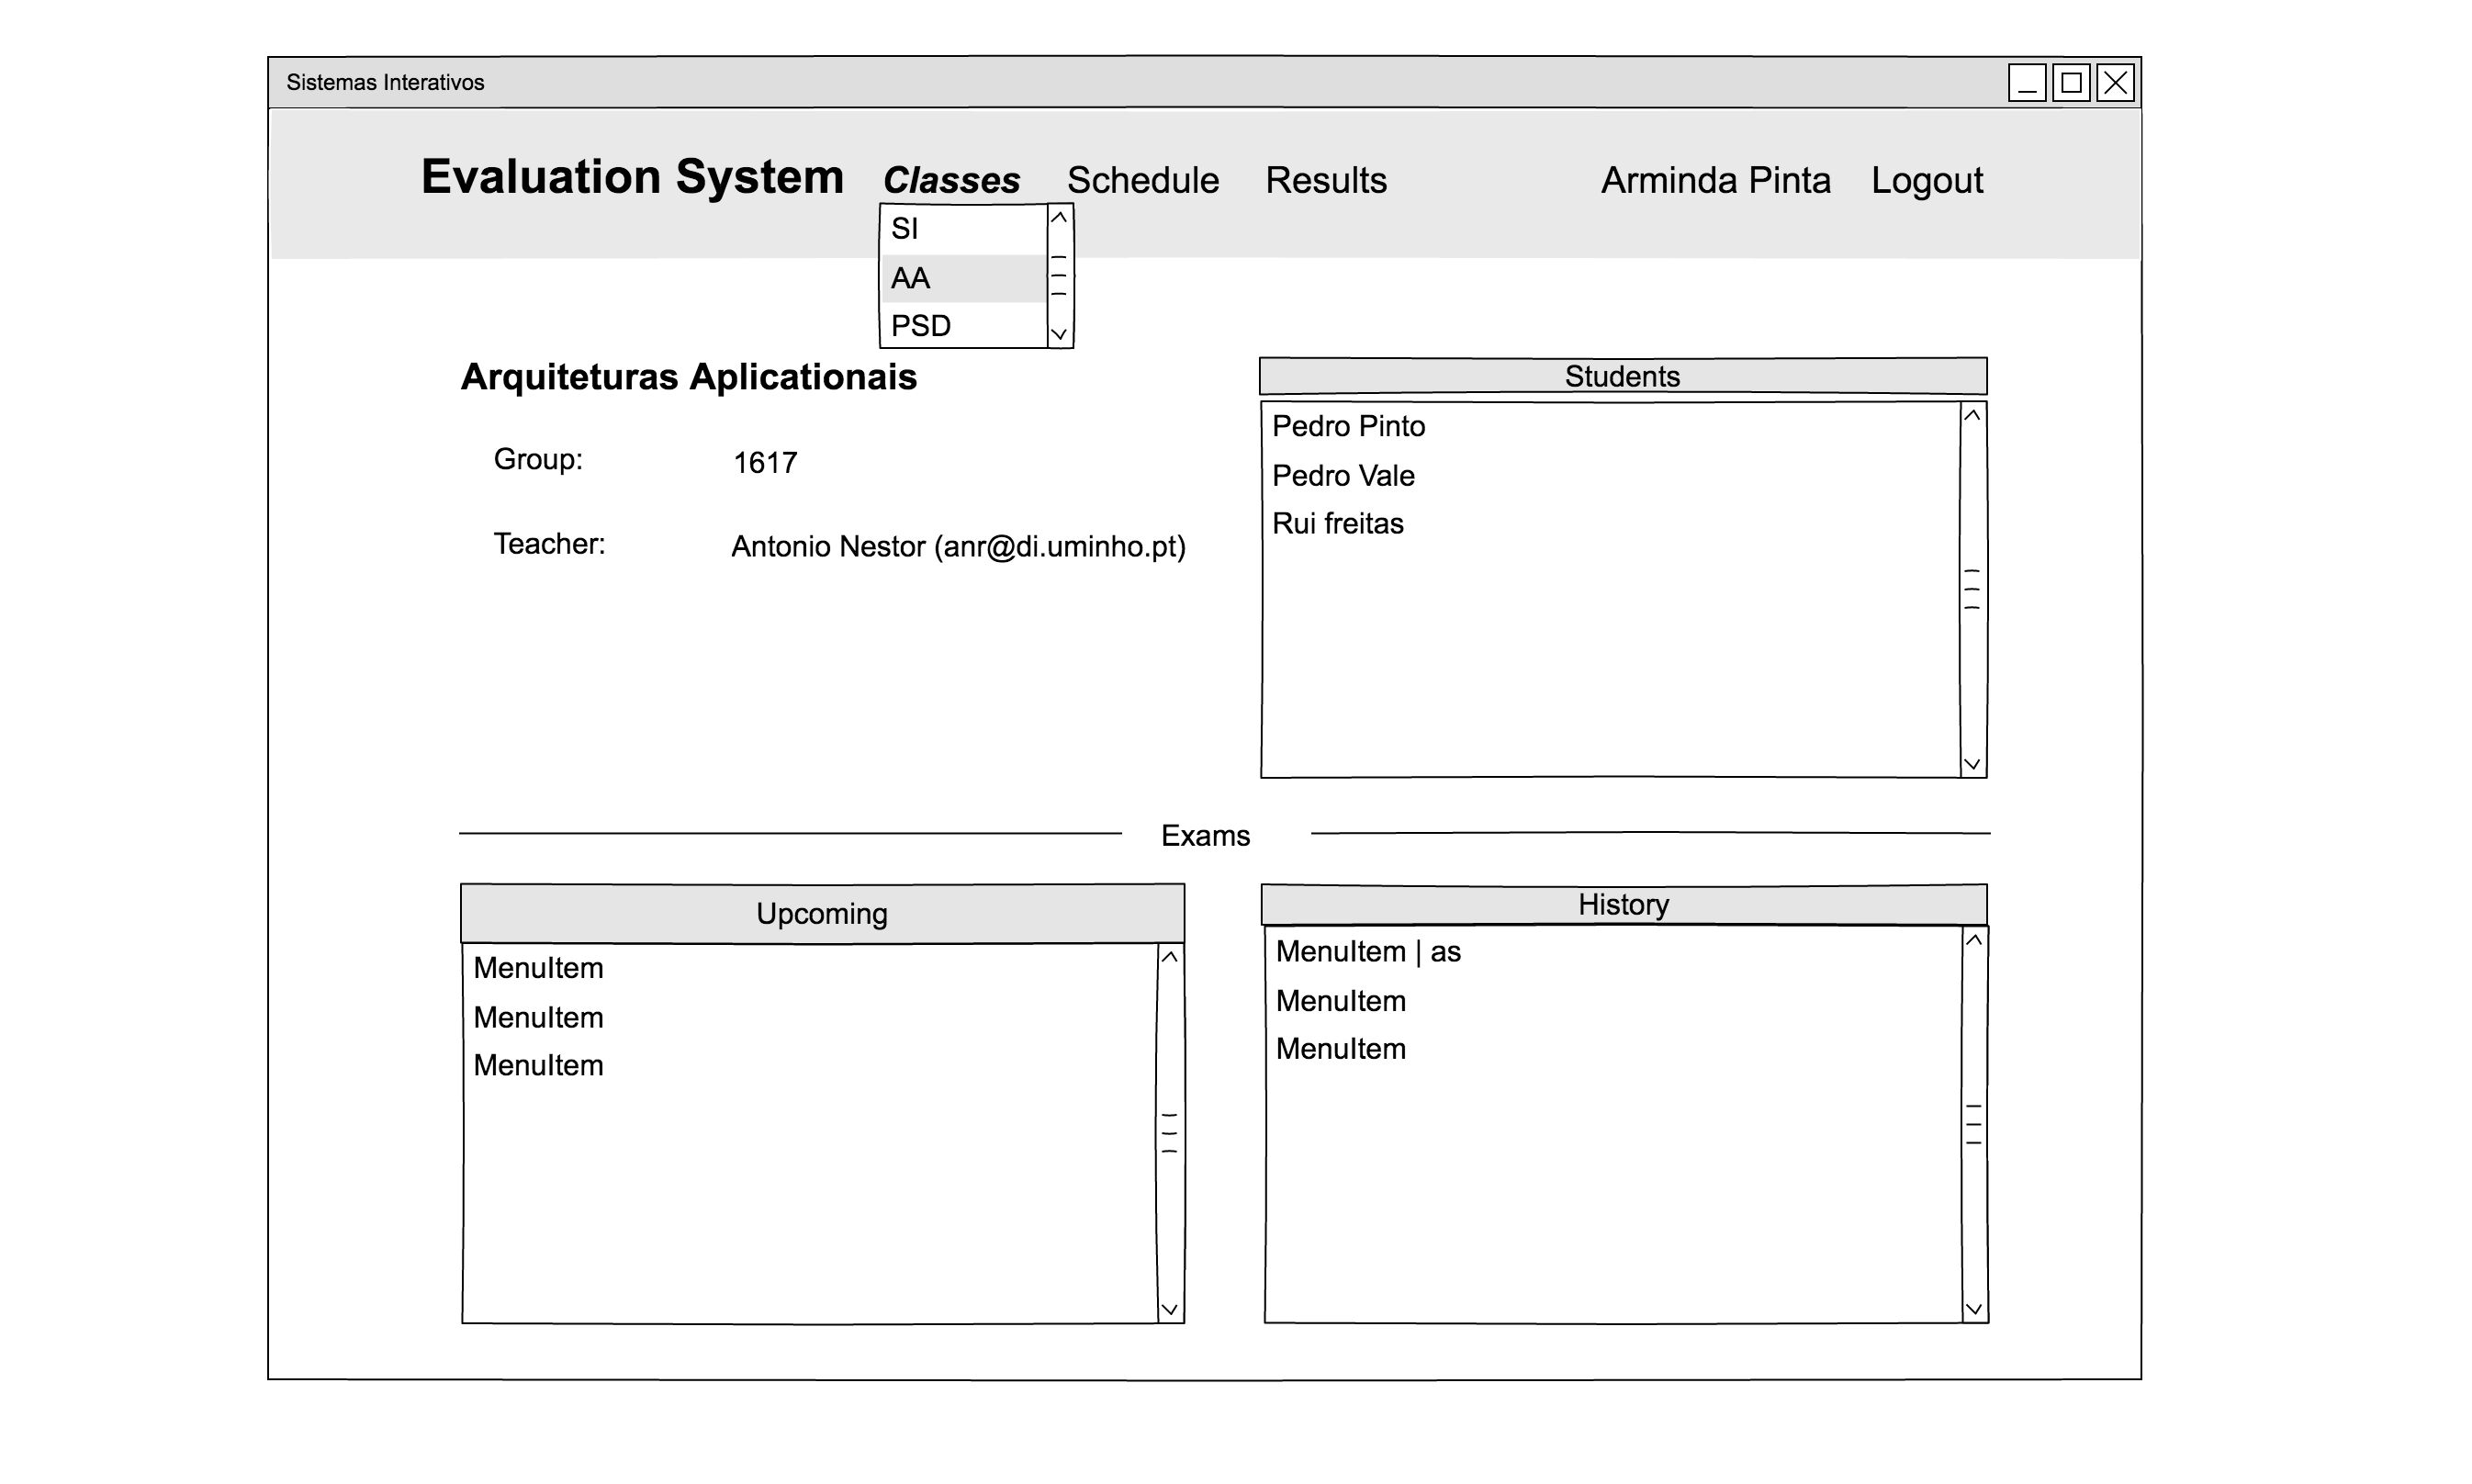 Sistemas Interativos
Evaluation System Classes Schedule Results Arminda Pinta Logout
SI
AA
PSD
Arquiteturas Aplicationais
Group: 1617
Teacher: Antonio Nestor (anr@di.uminho.pt)
Students
Pedro Pinto
Pedro Vale
Rui freitas
Exams
Upcoming
MenuItem
MenuItem
MenuItem
History
MenuItem | as
MenuItem
MenuItem